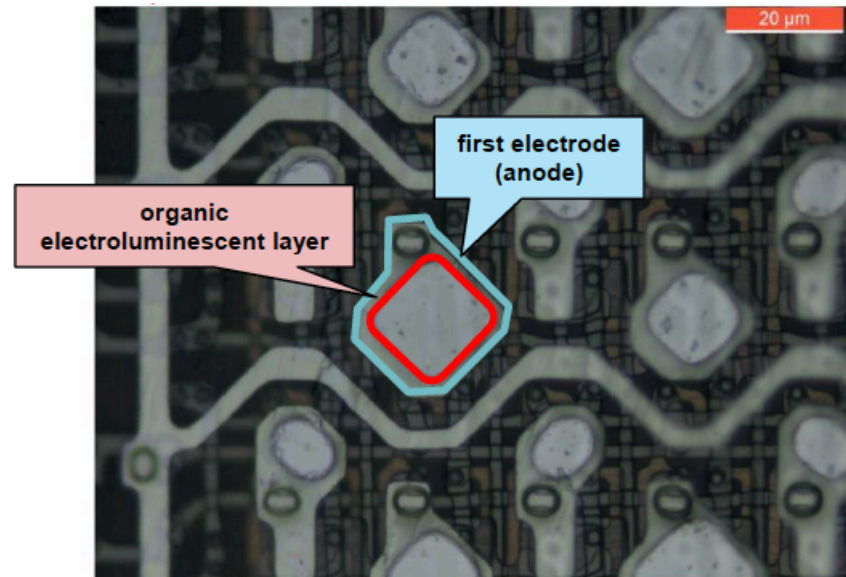 20 µm
first electrode
(anode)
organic
electroluminescent layer